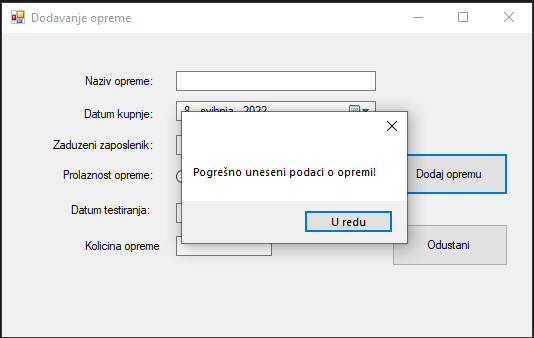 Dodavanje opreme
Naziv opreme:
Datum kupnje:
8. svibnja 2022
Zaduzeni zaposlenik:
Prolaznost opreme:
Datum testiranja:
Kolicina opreme
Pogrešno uneseni podaci o opremi!
U redu
Dodaj opremu
Odustani